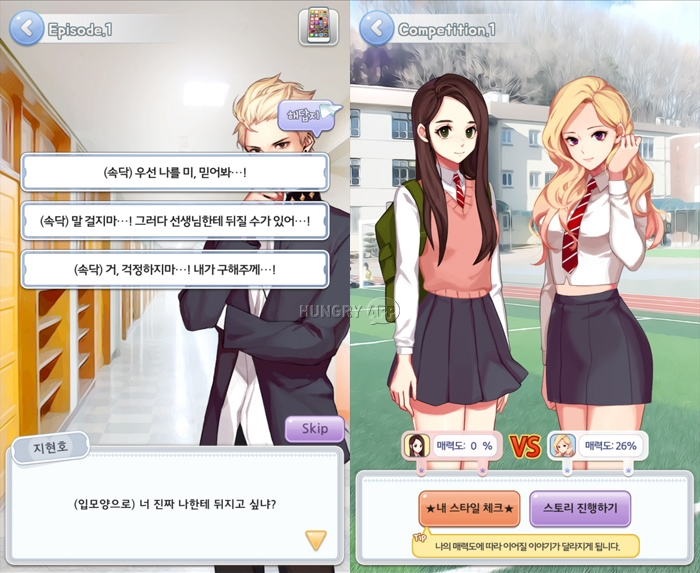 Episode.1
해답지
(속닥) 우선 나를 미, 믿어봐…!
(속닥) 말 걸지마…! 그러다 선생님한테 뒤질 수가 있어…!
(속닥) 거, 걱정하지마…! 내가 구해주께…!
Skip
지현호
(입모양으로) 너 진짜 나한테 뒤지고 싶냐?
Competition.1
HUNGRY APP
매력도: 0 %
VS
매력도: 26%
★내 스타일 체크★
스토리 진행하기
Tip
나의 매력도에 따라 이어질 이야기가 달라지게 됩니다.